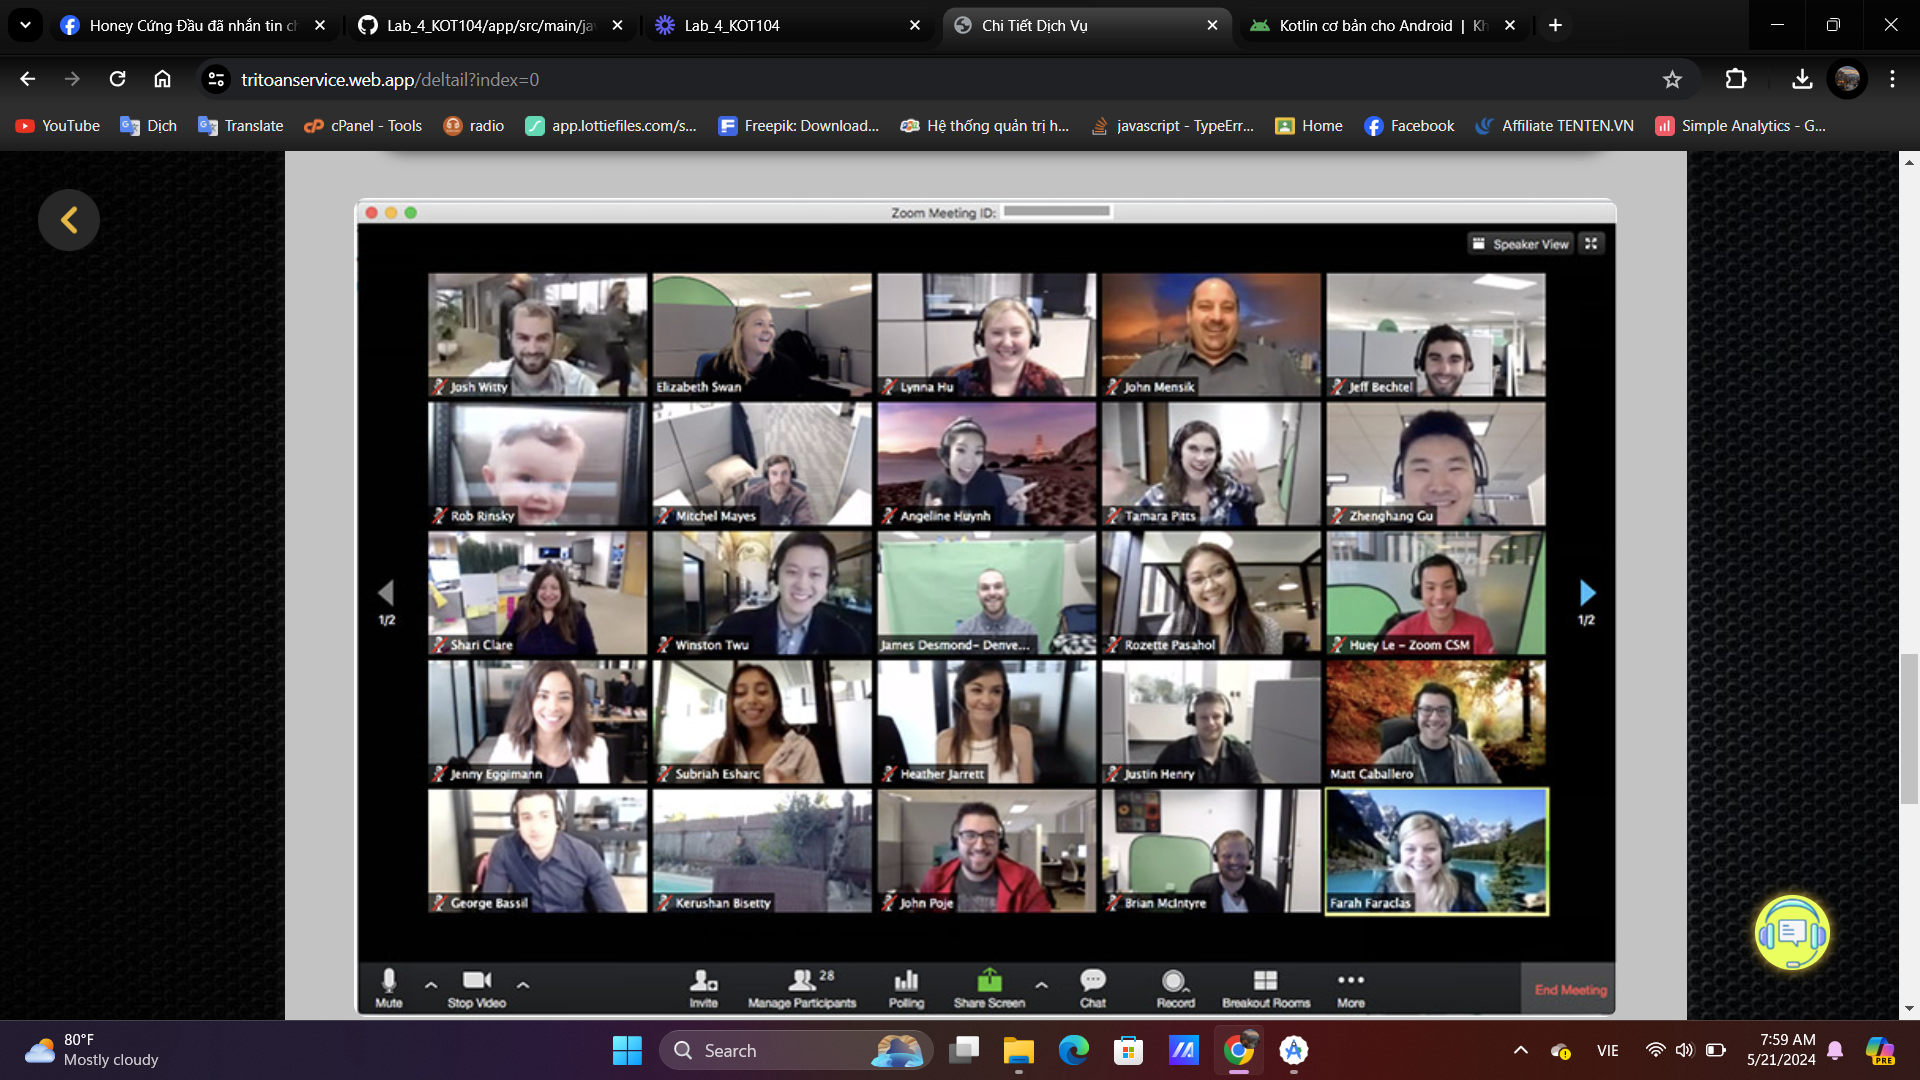 Honey Cứng Đầu đã nhắn tin ch
Lab_4_KOT104/app/src/main/jav
Lab_4_KOT104
Chi Tiết Dịch Vụ
Kotlin cơ bản cho Android | Kh
tritoanservice.web.app/deltail?index=0
YouTube
Dịch
Translate
cPanel - Tools
radio
app.lottiefiles.com/s...
Freepik: Download...
Hệ thống quản trị h...
javascript - TypeErr...
Home
Facebook
Affiliate TENTEN.VN
Simple Analytics - G...
Zoom Meeting ID:
Speaker View
Josh Witty
Elizabeth Swan
Lynna Hu
John Mensik
Jeff Bechtel
Rob Rinsky
Mitchel Mayes
Angeline Huynh
Tamara Pitts
Zhenghang Gu
1/2
Shari Clare
Winston Twu
James Desmond- Denve...
Rozette Pasahol
Huey Le - Zoom CSM
1/2
Jenny Eggimann
Subriah Esharc
Heather Jarrett
Justin Henry
Matt Caballero
George Bassil
Kerushan Bisetty
John Poje
Brian McIntyre
Farah Faraclas
Mute
Stop Video
Invite
28
Manage Participants
Polling
Share Screen
Chat
Record
Breakout Rooms
More
End Meeting
80°F
Mostly cloudy
Search
VIE
7:59 AM
5/21/2024
PRE